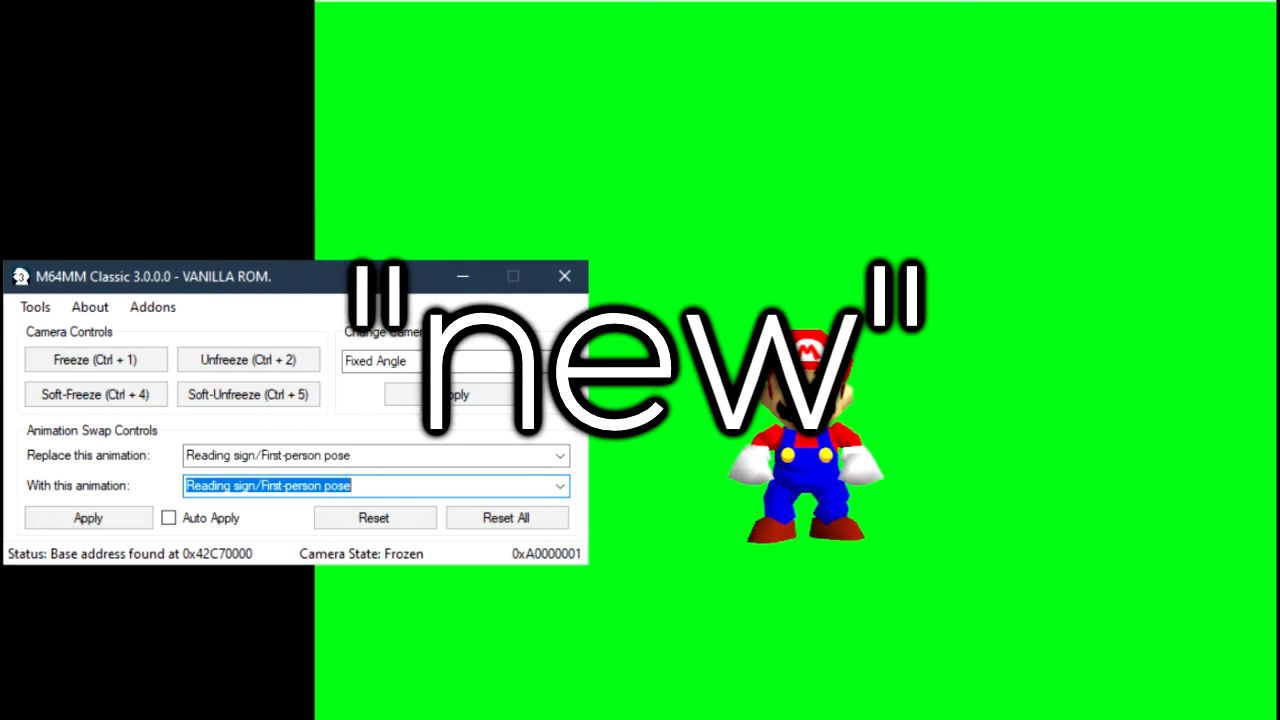 M64MM Classic 3.0.0.0 - VANILLA ROM.
Tools About Addons
Camera Controls
Freeze (Ctrl + 1) Unfreeze (Ctrl + 2)
Soft-Freeze (Ctrl + 4) Soft-Unfreeze (Ctrl + 5)
Change
Fixed Angle
"new"
M
Animation Swap Controls
Replace this animation: Reading sign/First-person pose
With this animation: Reading sign/First-person pose
Apply Auto Apply Reset Reset All
Status: Base address found at 0x42C70000 Camera State: Frozen 0xA0000001